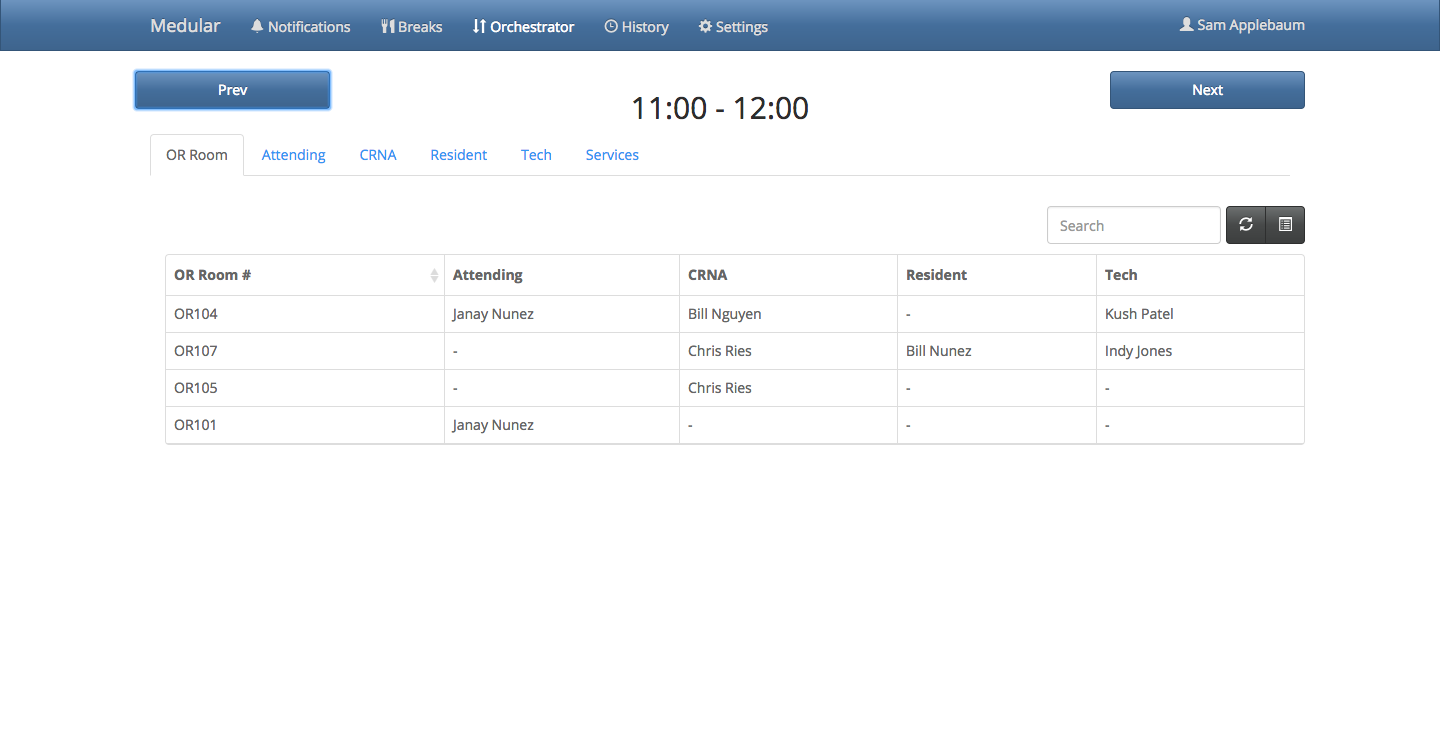 Medular Notifications Breaks Orchestrator History Settings Sam Applebaum
Prev 11:00 - 12:00 Next
OR Room Attending CRNA Resident Tech Services
Search
OR Room # Attending CRNA Resident Tech
OR104 Janay Nunez Bill Nguyen - Kush Patel
OR107 - Chris Ries Bill Nunez Indy Jones
OR105 - Chris Ries - -
OR101 Janay Nunez - - -